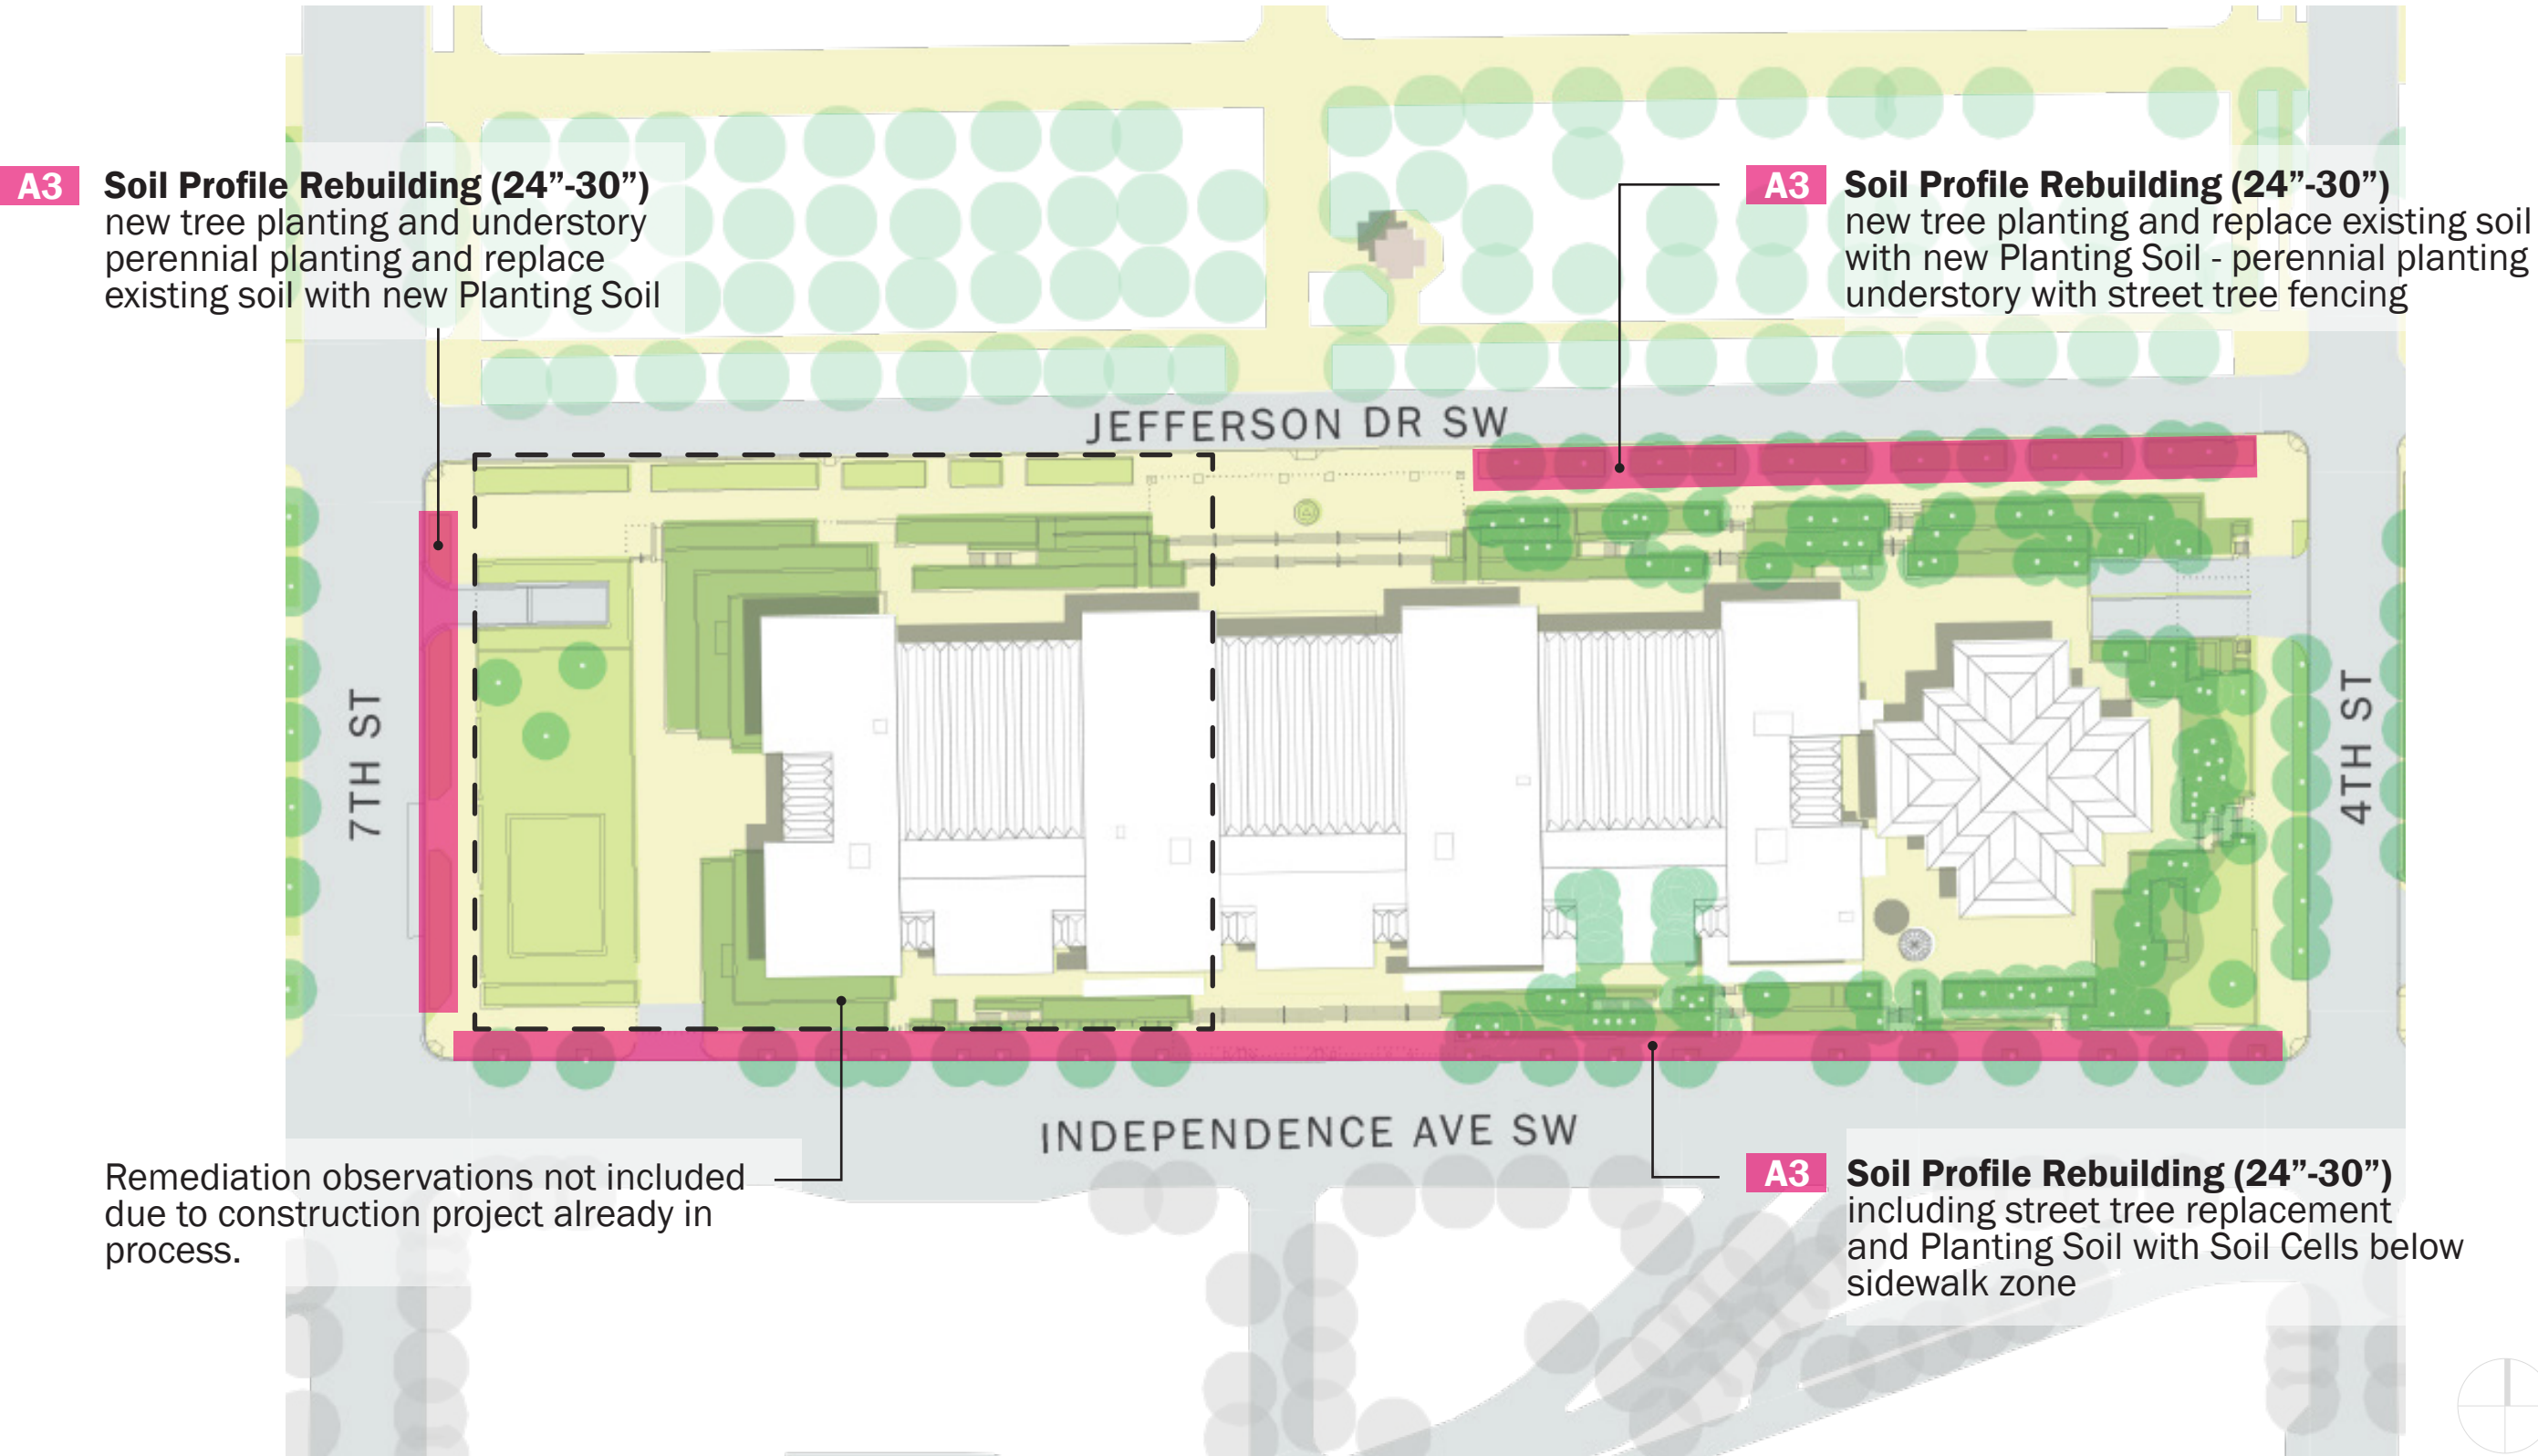 A3 Soil Profile Rebuilding (24”-30”)
new tree planting and understory
perennial planting and replace
existing soil with new Planting Soil
A3 Soil Profile Rebuilding (24”-30”)
new tree planting and replace existing soil
with new Planting Soil - perennial planting
understory with street tree fencing
JEFFERSON DR SW
7TH ST
4TH ST
INDEPENDENCE AVE SW
Remediation observations not included
due to construction project already in
process.
A3 Soil Profile Rebuilding (24”-30”)
including street tree replacement
and Planting Soil with Soil Cells below
sidewalk zone